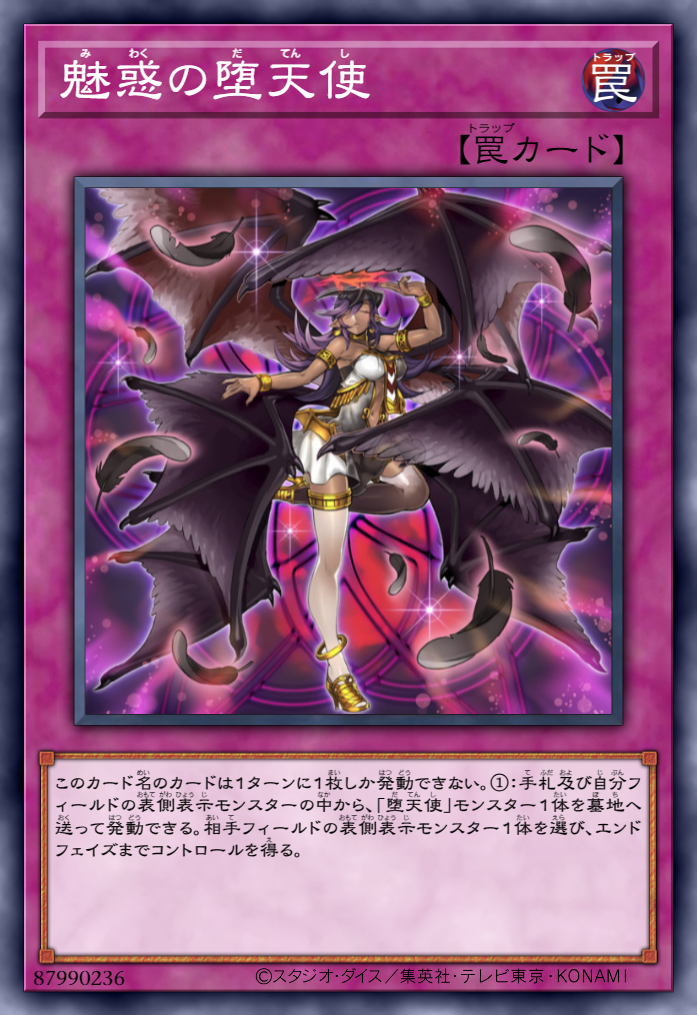 魅惑の堕天使
罠
【罠カード】
このカード名のカードは1ターンに1枚しか発動できない。①:手札及び自分フ
ィールドの表側表示モンスターの中から、「堕天使」モンスター1体を墓地へ
送って発動できる。相手フィールドの表側表示モンスター1体を選び、エンド
フェイズまでコントロールを得る。
87990236
©スタジオ・ダイス/集英社・テレビ東京・KONAMI